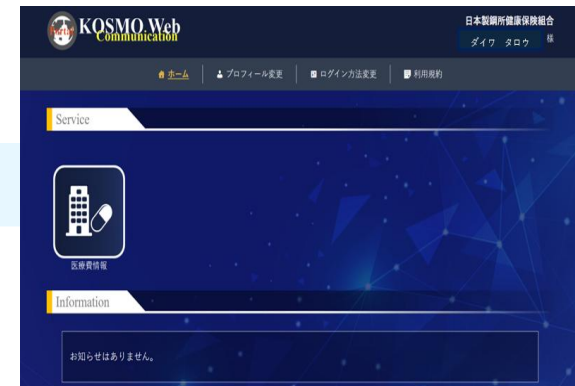 Portal KOSMO Web
Communication
日本製鋼所健康保険組合
ダイワ タロウ 様
ホーム
プロフィール変更
ログイン方法変更
利用規約
Service
医療費情報
Information
お知らせはありません。